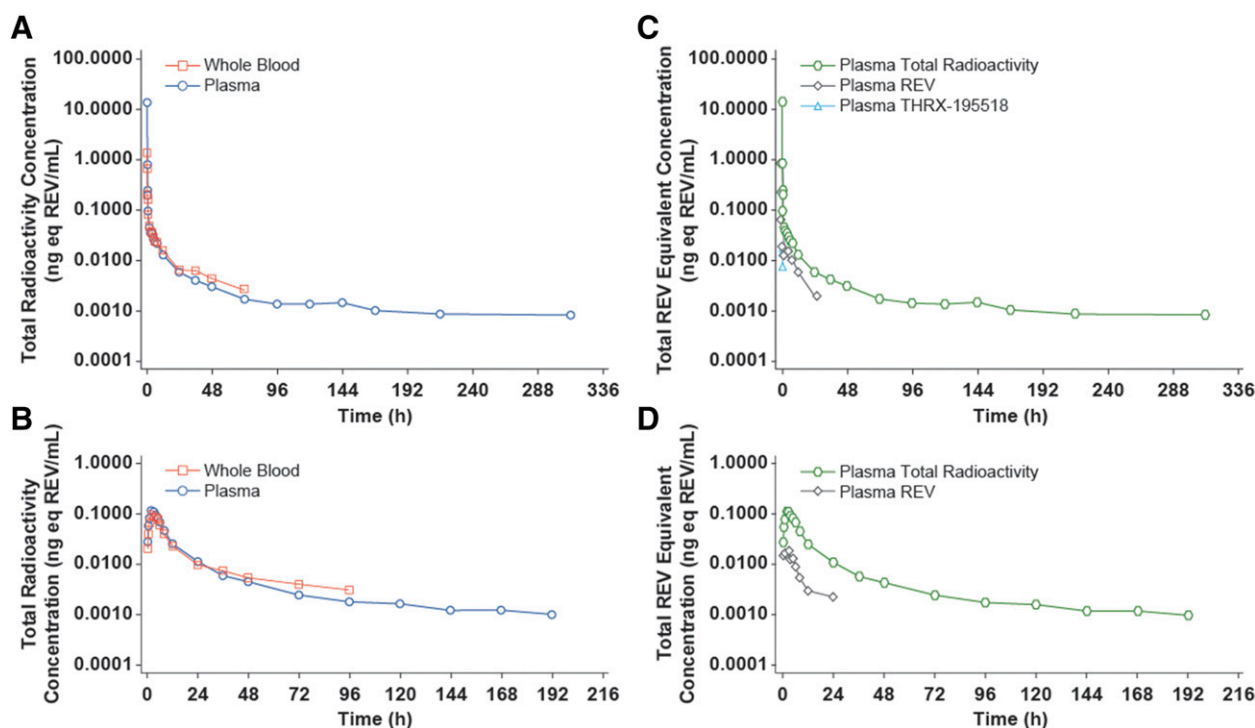 A
Total Radioactivity Concentration
(ng eq REV/mL)
100.0000
10.0000
1.0000
0.1000
0.0100
0.0010
0.0001
Whole Blood
Plasma
0 48 96 144 192 240 288 336
Time (h)
C
Total REV Equivalent Concentration
(ng eq REV/mL)
100.0000
10.0000
1.0000
0.1000
0.0100
0.0010
0.0001
Plasma Total Radioactivity
Plasma REV
Plasma THRX-195518
0 48 96 144 192 240 288 336
Time (h)
B
Total Radioactivity
Concentration (ng eq REV/mL)
1.0000
0.1000
0.0100
0.0010
0.0001
Whole Blood
Plasma
0 24 48 72 96 120 144 168 192 216
Time (h)
D
Total REV Equivalent
Concentration (ng eq REV/mL)
1.0000
0.1000
0.0100
0.0010
0.0001
Plasma Total Radioactivity
Plasma REV
0 24 48 72 96 120 144 168 192 216
Time (h)